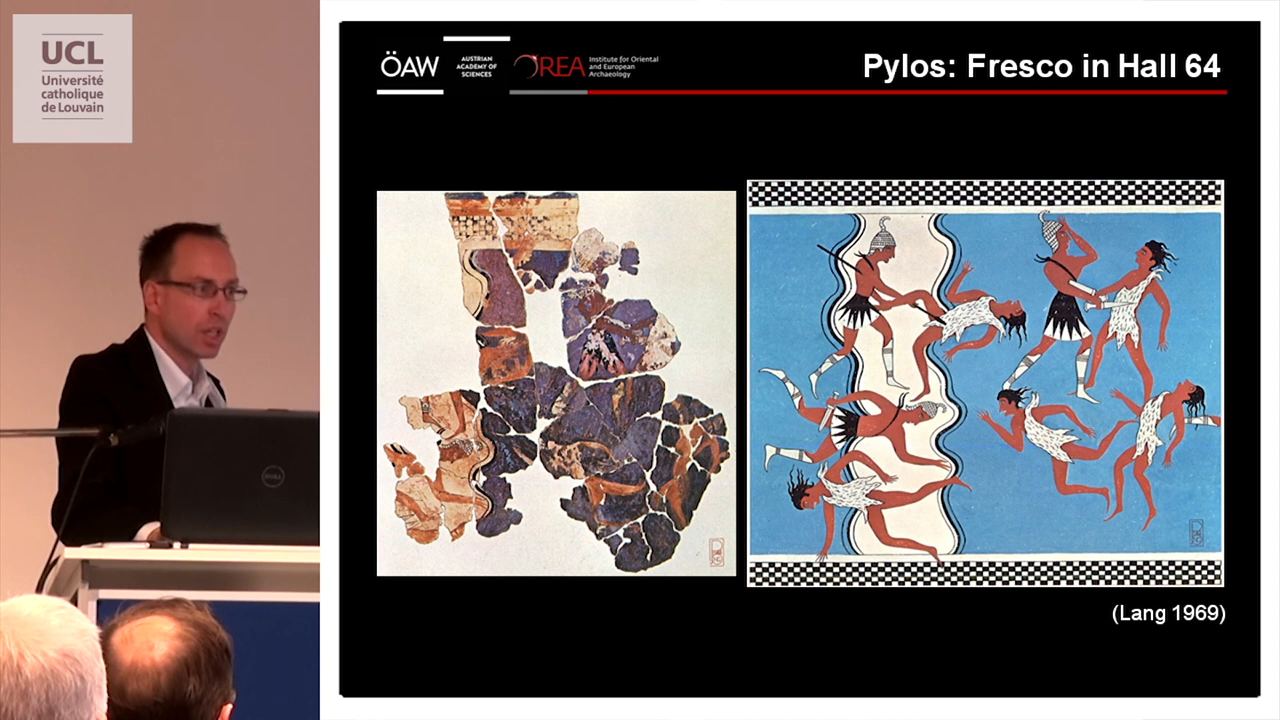 UCL
Université
catholique
de Louvain
ÖAW
AUSTRIAN
ACADEMY OF
SCIENCES
OREA
Institute for Oriental
and European
Archaeology
Pylos: Fresco in Hall 64
(Lang 1969)
DELL